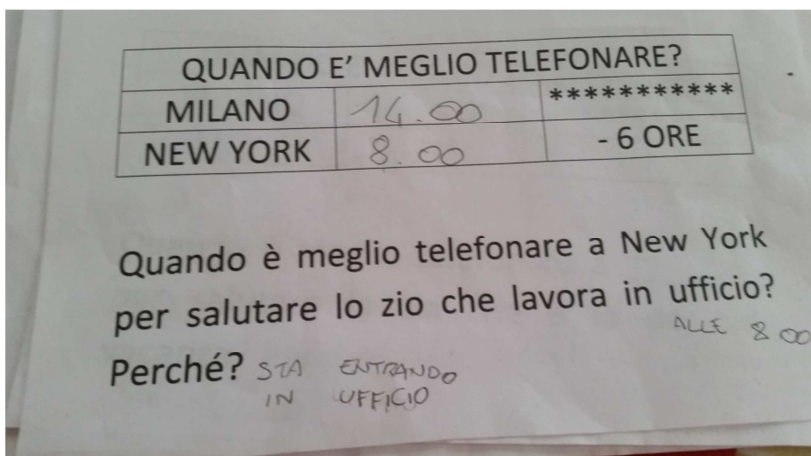 QUANDO E' MEGLIO TELEFONARE?
MILANO 14.00 ***********
NEW YORK 8.00 - 6 ORE
Quando è meglio telefonare a New York
per salutare lo zio che lavora in ufficio?
ALLE 8 00
Perché? STA ENTRANDO
IN UFFICIO